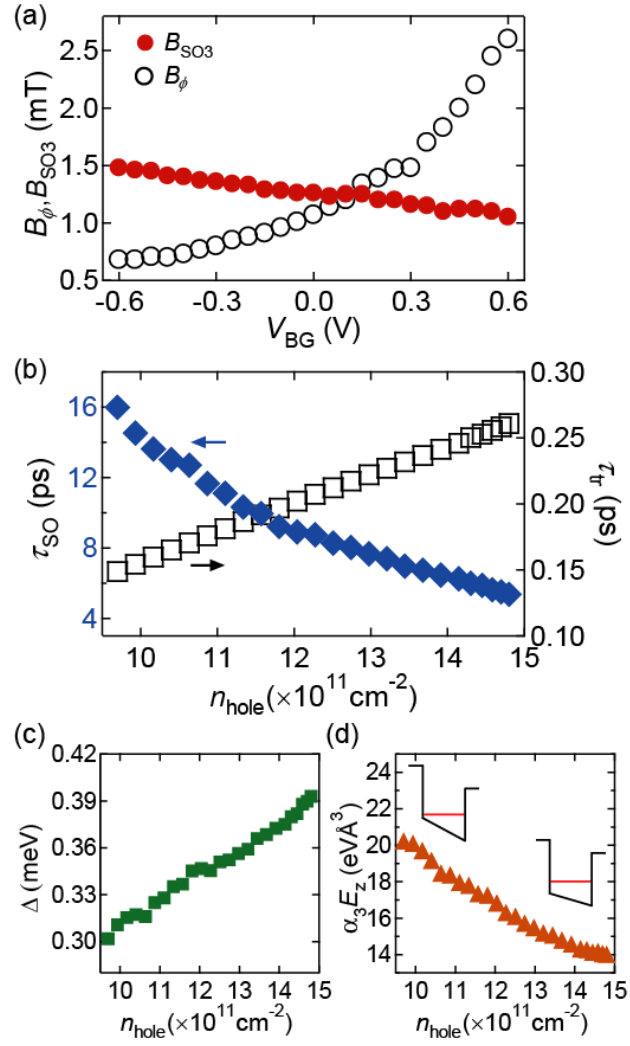 (a)
B_SO3
B_ϕ
B_ϕ, B_SO3 (mT)
2.5
2.0
1.5
1.0
0.5
-0.6 -0.3 0.0 0.3 0.6
V_BG (V)
(b)
τ_SO (ps)
16
12
8
4
0.30
0.25
0.20
0.15
0.10
τ_tr (ps)
10 11 12 13 14 15
n_hole (×10^11 cm^-2)
(c)
Δ (meV)
0.42
0.39
0.36
0.33
0.30
10 11 12 13 14 15
n_hole (×10^11 cm^-2)
(d)
α_3E_z (eVÅ^3)
24
22
20
18
16
14
10 11 12 13 14 15
n_hole (×10^11 cm^-2)